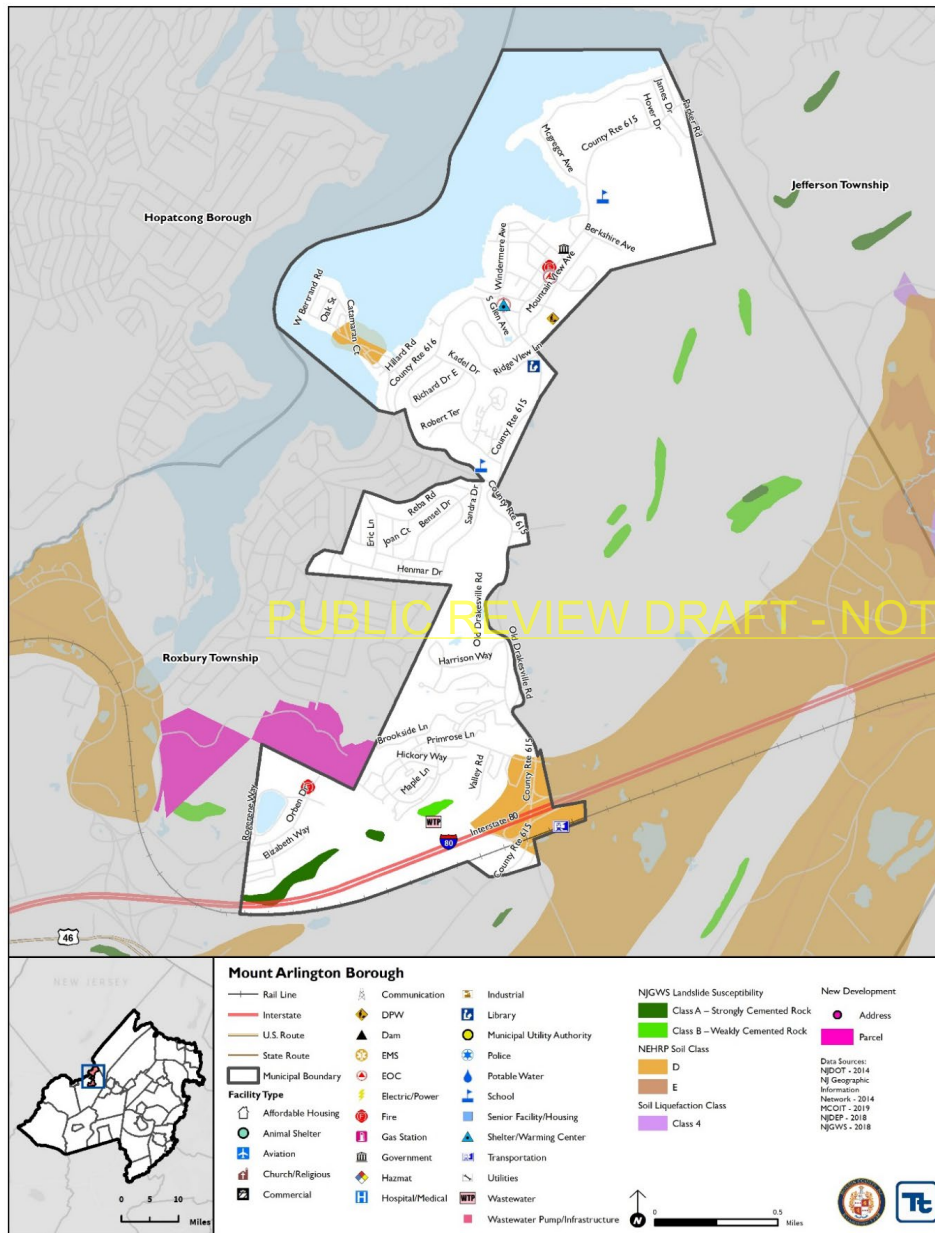 Hopatcong Borough
Jefferson Township
Roxbury Township
James Dr
Hover Dr
Parker Rd
County Rte 615
Mcgregor Ave
Berkshire Ave
Windermere Ave
Mountain View Ave
S Glen Ave
W Bertrand Rd
Oak St
Catamaran Ct
Hillard Rd
County Rte 616
Kadel Dr
Ridge View Ln
Richard Dr E
Robert Ter
County Rte 615
Sandra Dr
County Rte 615
Reba Rd
Bensel Dr
Joan Ct
Eric Ln
Henmar Dr
Old Drakesville Rd
PUBLIC REVIEW DRAFT - NOT
Harrison Way
Old Drakesville Rd
Brookside Ln
Primrose Ln
Hickory Way
Maple Ln
Valley Rd
County Rte 615
Orben Dr
Elizabeth Way
WTP
Interstate 80
80
County Rte 615
46
NEW JERSEY
0 5 10
Miles
Mount Arlington Borough
Rail Line
Interstate
U.S. Route
State Route
Municipal Boundary
Facility Type
Affordable Housing
Animal Shelter
Aviation
Church/Religious
Commercial
Communication
DPW
Dam
EMS
EOC
Electric/Power
Fire
Gas Station
Government
Hazmat
Hospital/Medical
Industrial
Library
Municipal Utility Authority
Police
Potable Water
School
Senior Facility/Housing
Shelter/Warming Center
Transportation
Utilities
WTP Wastewater
Wastewater Pump/Infrastructure
NJGWS Landslide Susceptibility
Class A – Strongly Cemented Rock
Class B – Weakly Cemented Rock
NEHRP Soil Class
D
E
Soil Liquefaction Class
Class 4
New Development
Address
Parcel
Data Sources:
NJDOT - 2014
NJ Geographic
Information
Network - 2014
MCOIT - 2019
NJDEP - 2018
NJGWS - 2018
N
0 0.5
Miles
Tt